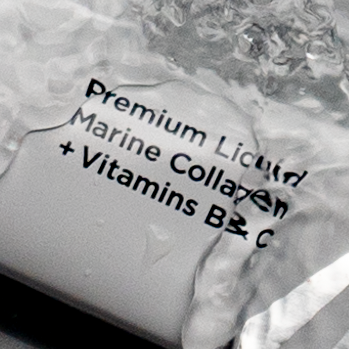 Premium Liquid
Marine Collagen
+ Vitamins B & C